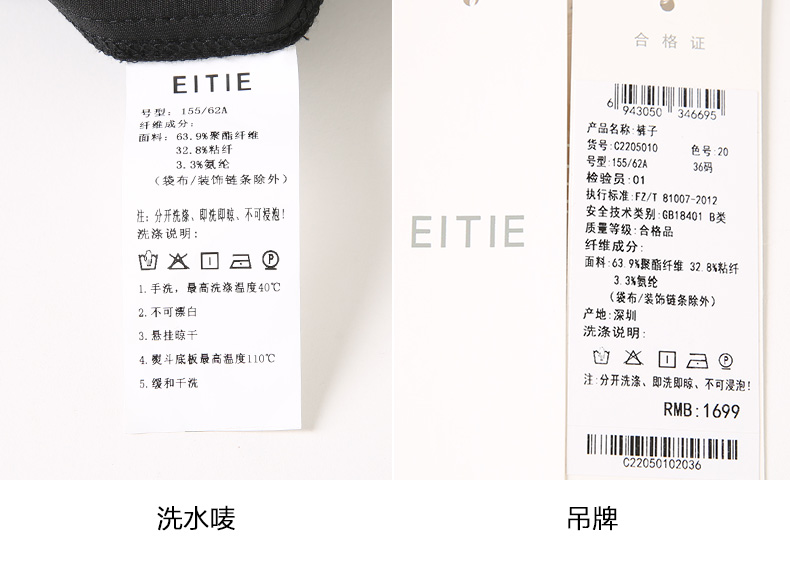 EITIE
号型: 155/62A
纤维成分:
面料: 63.9%聚酯纤维
32.8%粘纤
3.3%氨纶
(袋布/装饰链条除外)
注: 分开洗涤、即洗即晾、不可浸泡!
洗涤说明:
P
1.手洗, 最高洗涤温度40℃
2.不可漂白
3.悬挂晾干
4.熨斗底板最高温度110℃
5.缓和干洗
洗水唛
EITIE
合格证
6 943050 346695
产品名称:裤子
货号:C2205010 色号:20
号型:155/62A 36码
检验员:01
执行标准:FZ/T 81007-2012
安全技术类别:GB18401 B类
质量等级:合格品
纤维成分:
面料:63.9%聚酯纤维 32.8%粘纤
3.3%氨纶
(袋布/装饰链条除外)
产地:深圳
洗涤说明:
P
注:分开洗涤、即洗即晾、不可浸泡!
RMB:1699
C22050102036
吊牌